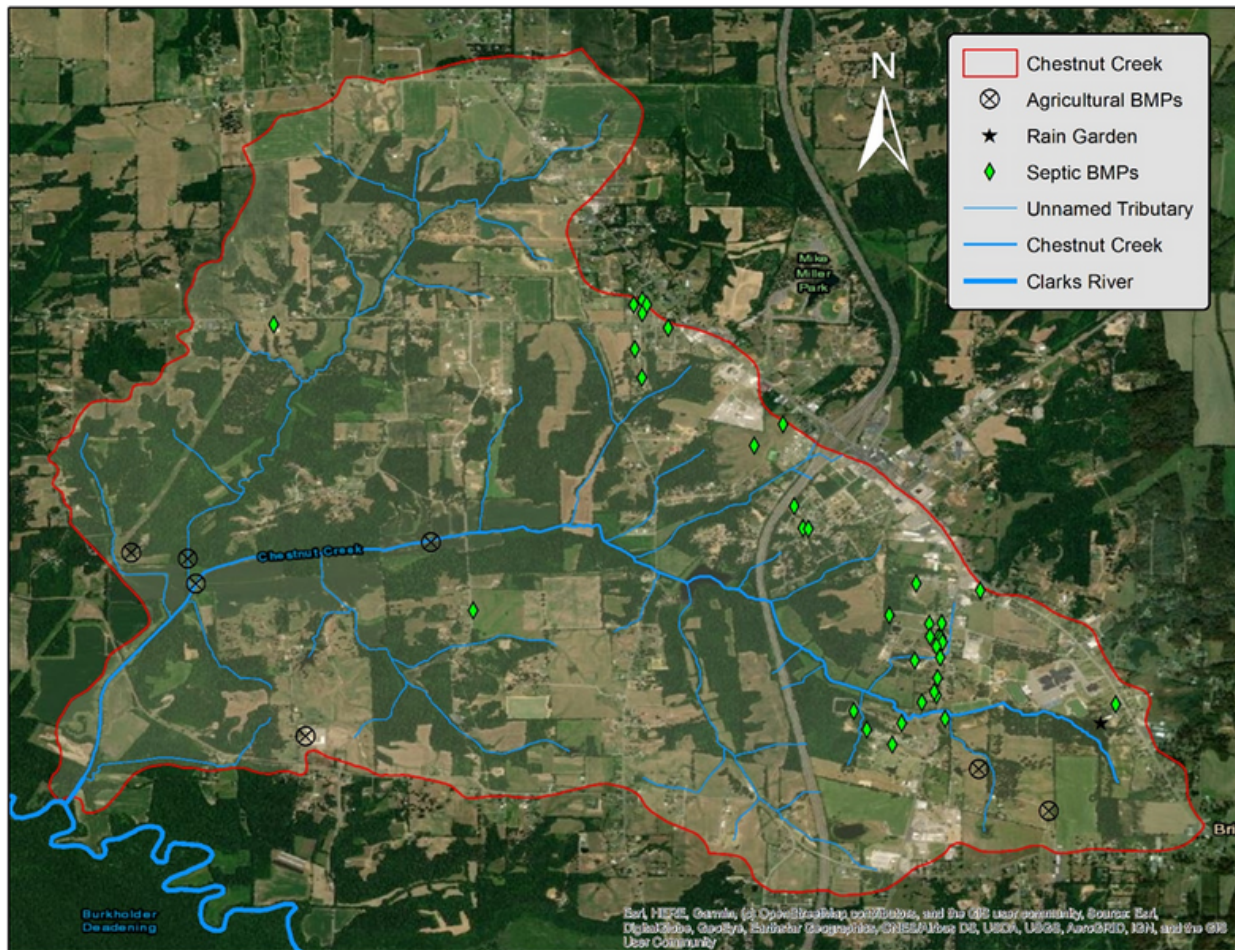 Chestnut Creek
Agricultural BMPs
Rain Garden
Septic BMPs
Unnamed Tributary
Chestnut Creek
Clarks River
N
Mike
Miller
Park
Chestnut Creek
Bri
Burkholder
Deadening
Esri, HERE, Garmin, (c) OpenStreetMap contributors, and the GIS user community, Source: Esri,
DigitalGlobe, GeoEye, Earthstar Geographics, CNES/Airbus DS, USDA, USGS, AeroGRID, IGN, and the GIS
User Community